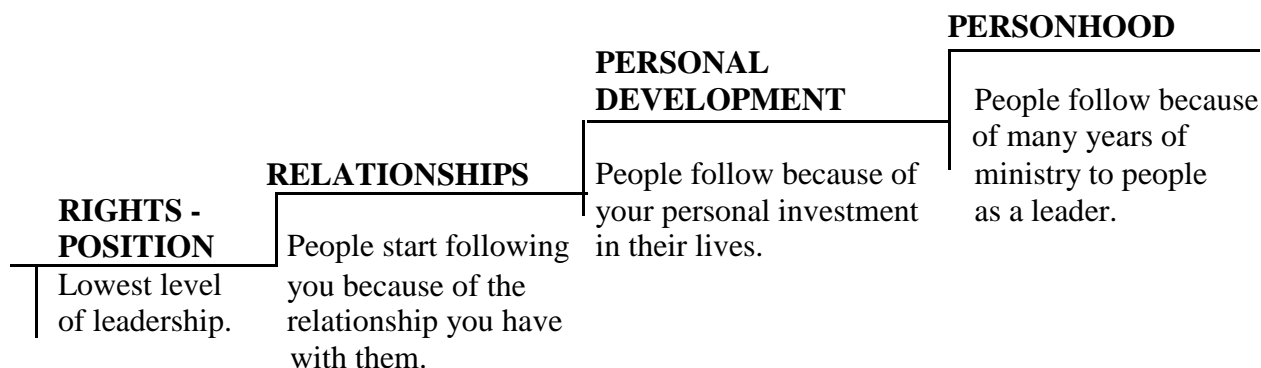 PERSONHOOD
People follow because
of many years of
ministry to people
as a leader.
PERSONAL
DEVELOPMENT
People follow because of
your personal investment
in their lives.
RELATIONSHIPS
People start following
you because of the
relationship you have
with them.
RIGHTS -
POSITION
Lowest level
of leadership.